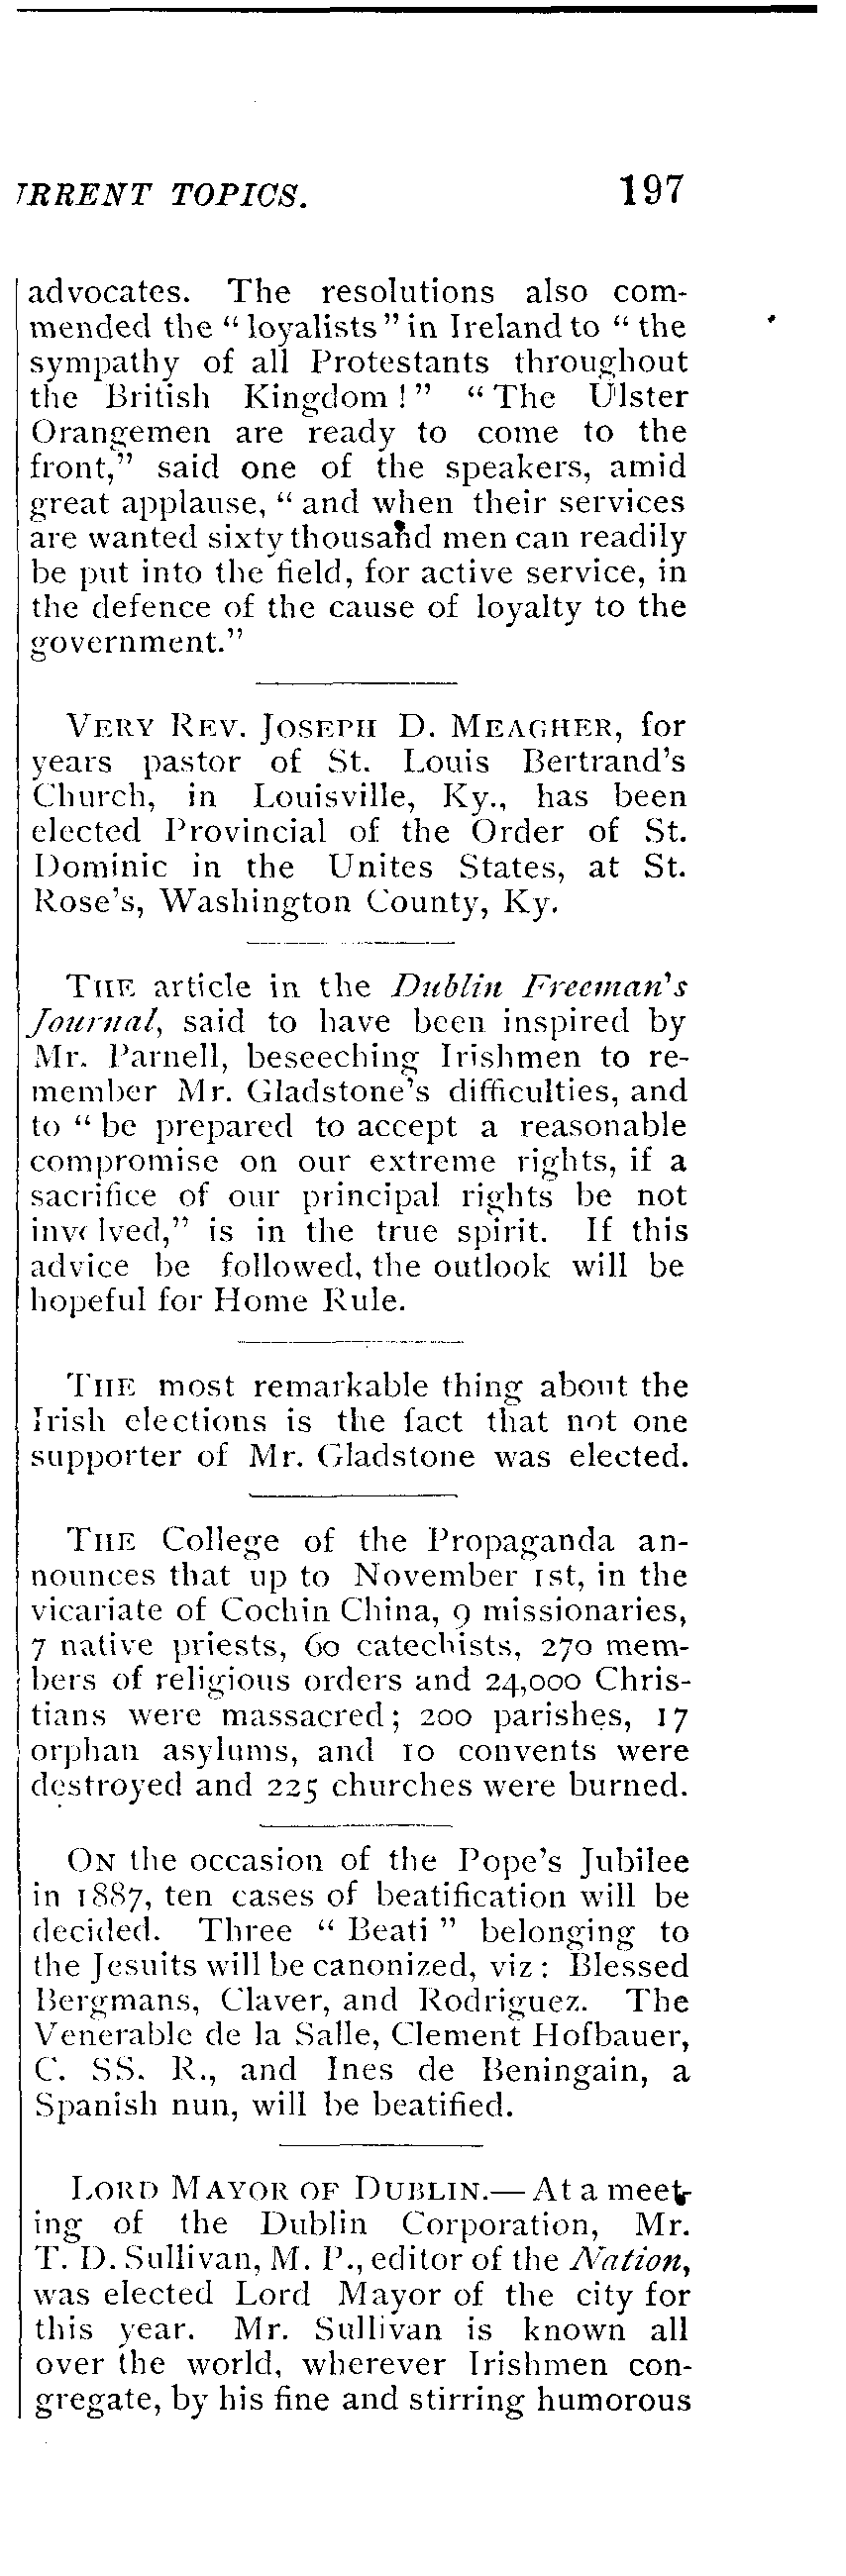 URRENT TOPICS. 197
advocates. The resolutions also com-
mended the “loyalists” in Ireland to “the
sympathy of all Protestants throughout
the British Kingdom!” “The Ulster
Orangemen are ready to come to the
front,” said one of the speakers, amid
great applause, “and when their services
are wanted sixty thousand men can readily
be put into the field, for active service, in
the defence of the cause of loyalty to the
government.”
VERY REV. JOSEPH D. MEAGHER, for
years pastor of St. Louis Bertrand’s
Church, in Louisville, Ky., has been
elected Provincial of the Order of St.
Dominic in the Unites States, at St.
Rose’s, Washington County, Ky.
THE article in the Dublin Freeman’s
Journal, said to have been inspired by
Mr. Parnell, beseeching Irishmen to re-
member Mr. Gladstone’s difficulties, and
to “be prepared to accept a reasonable
compromise on our extreme rights, if a
sacrifice of our principal rights be not
involved,” is in the true spirit. If this
advice be followed, the outlook will be
hopeful for Home Rule.
THE most remarkable thing about the
Irish elections is the fact that not one
supporter of Mr. Gladstone was elected.
THE College of the Propaganda an-
nounces that up to November 1st, in the
vicariate of Cochin China, 9 missionaries,
7 native priests, 60 catechists, 270 mem-
bers of religious orders and 24,000 Chris-
tians were massacred; 200 parishes, 17
orphan asylums, and 10 convents were
destroyed and 225 churches were burned.
ON the occasion of the Pope’s Jubilee
in 1887, ten cases of beatification will be
decided. Three “Beati” belonging to
the Jesuits will be canonized, viz: Blessed
Bergmans, Claver, and Rodriguez. The
Venerable de la Salle, Clement Hofbauer,
C. SS. R., and Ines de Beningain, a
Spanish nun, will be beatified.
LORD MAYOR OF DUBLIN.—At a meet-
ing of the Dublin Corporation, Mr.
T. D. Sullivan, M. P., editor of the Nation,
was elected Lord Mayor of the city for
this year. Mr. Sullivan is known all
over the world, wherever Irishmen con-
gregate, by his fine and stirring humorous